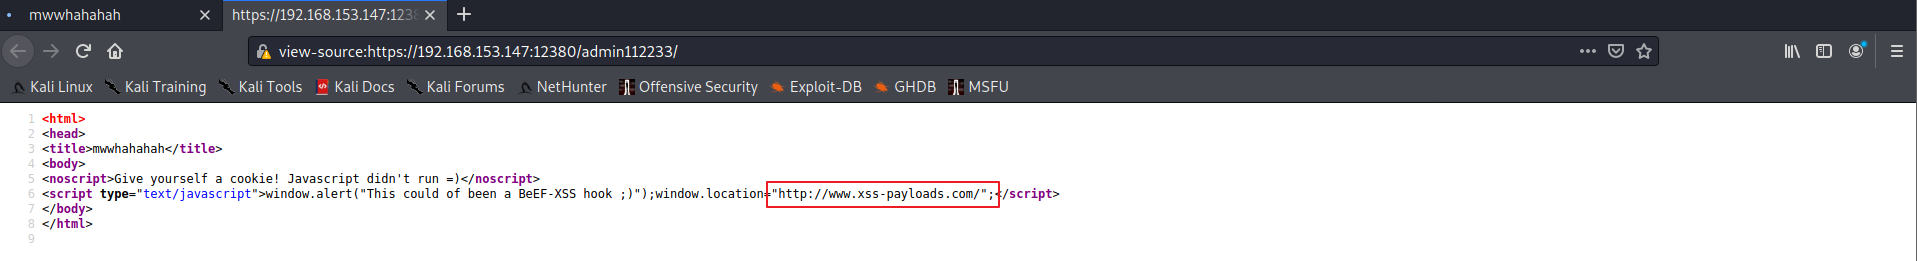 mwwhahahah
https://192.168.153.147:1238
view-source:https://192.168.153.147:12380/admin112233/
Kali Linux Kali Training Kali Tools Kali Docs Kali Forums NetHunter Offensive Security Exploit-DB GHDB MSFU
1 <html>
2 <head>
3 <title>mwwhahahah</title>
4 <body>
5 <noscript>Give yourself a cookie! Javascript didn't run =)</noscript>
6 <script type="text/javascript">window.alert("This could of been a BeEF-XSS hook ;)");window.location="http://www.xss-payloads.com/";</script>
7 </body>
8 </html>
9